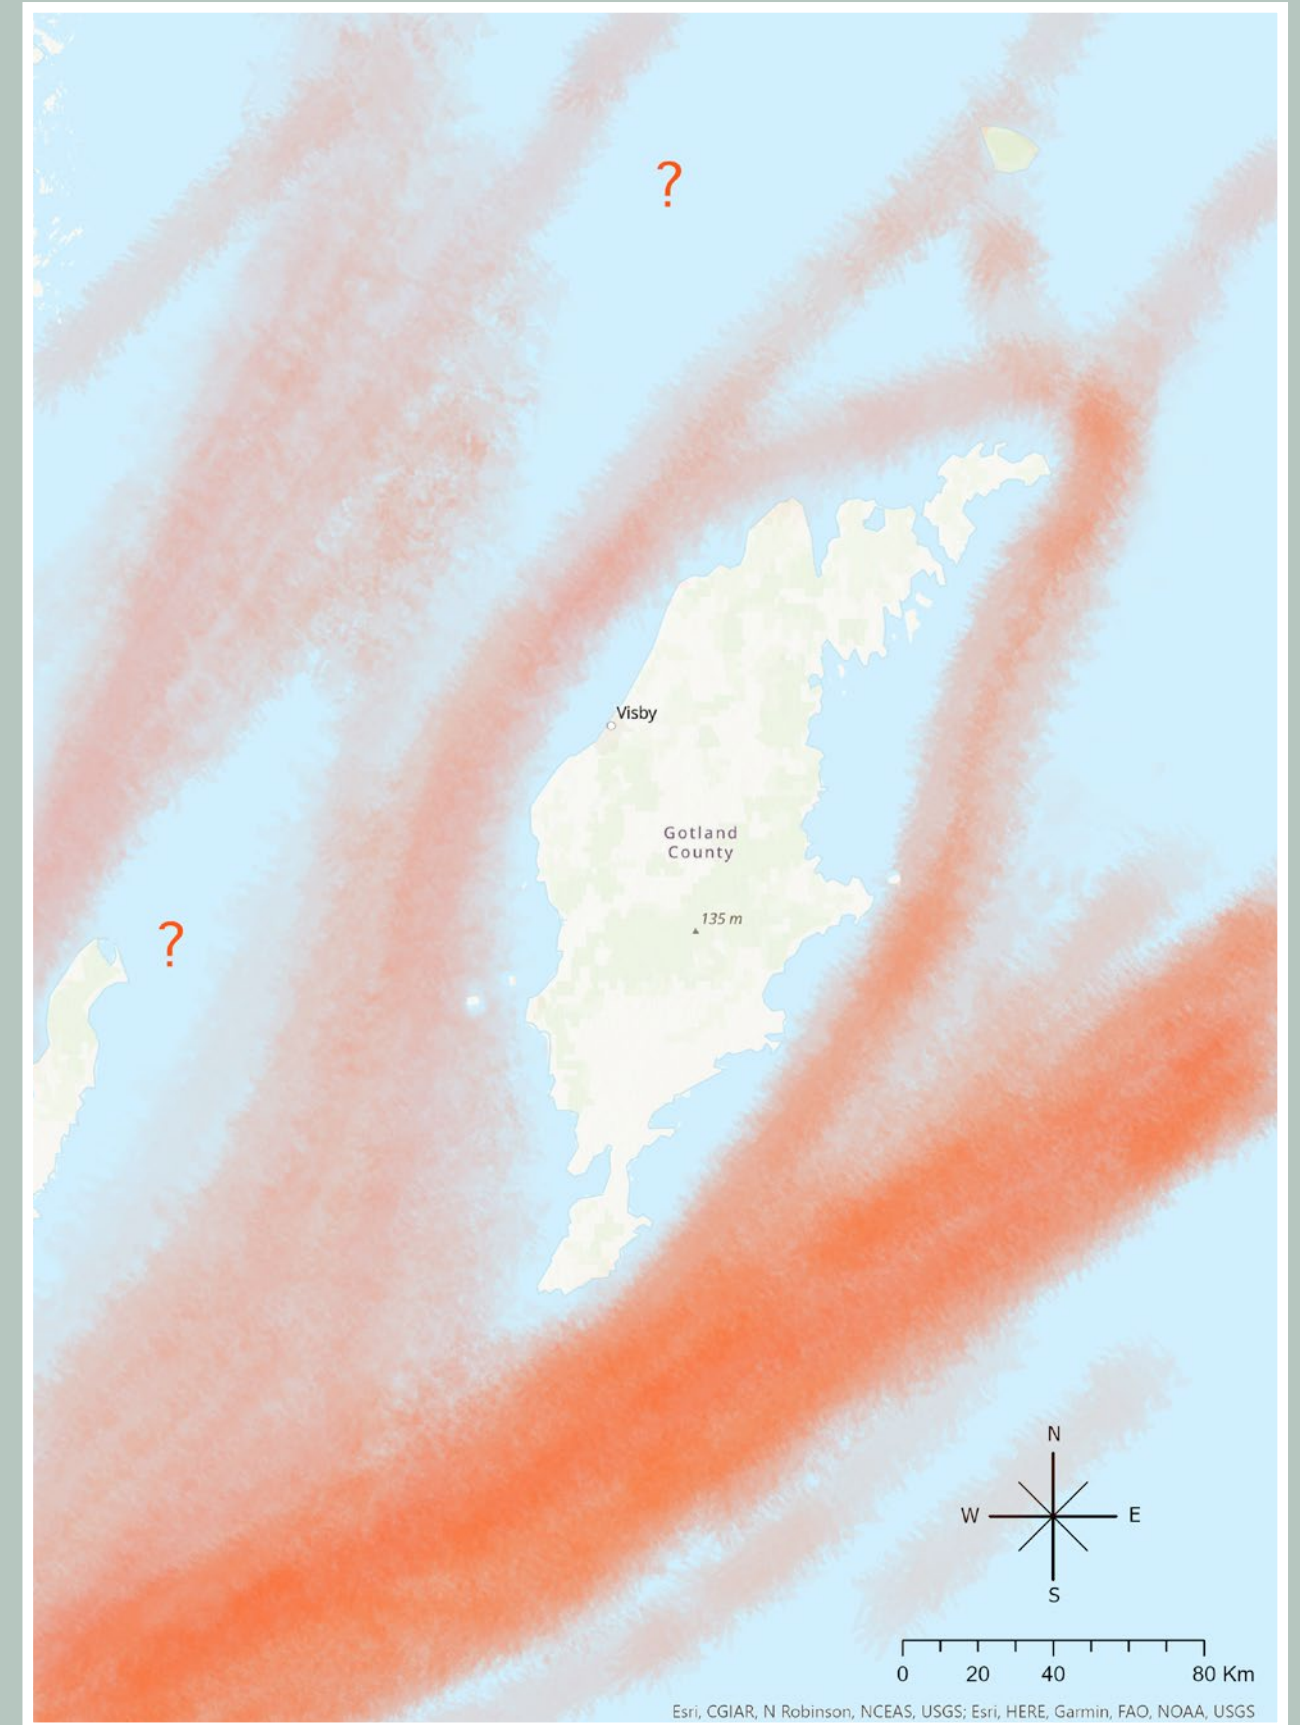 ?
Visby
Gotland
County
135 m
?
N
W E
S
0 20 40 80 Km
Esri, CGIAR, N Robinson, NCEAS, USGS; Esri, HERE, Garmin, FAO, NOAA, USGS